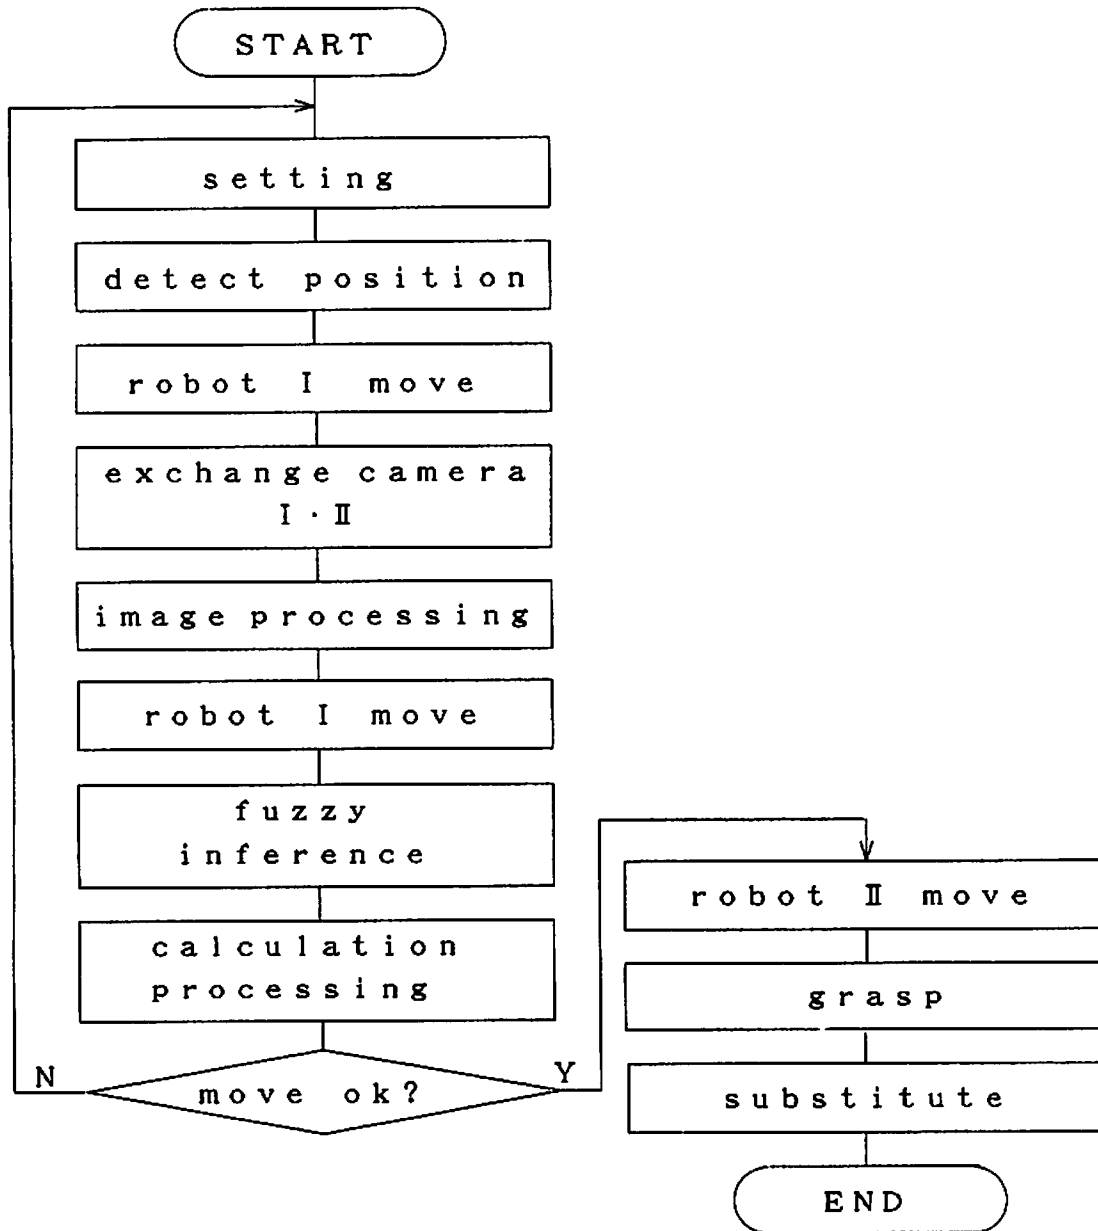 START
setting
detect position
robot I move
exchange camera
I・II
image processing
robot I move
fuzzy
inference
calculation
processing
N
move ok?
Y
robot II move
grasp
substitute
END